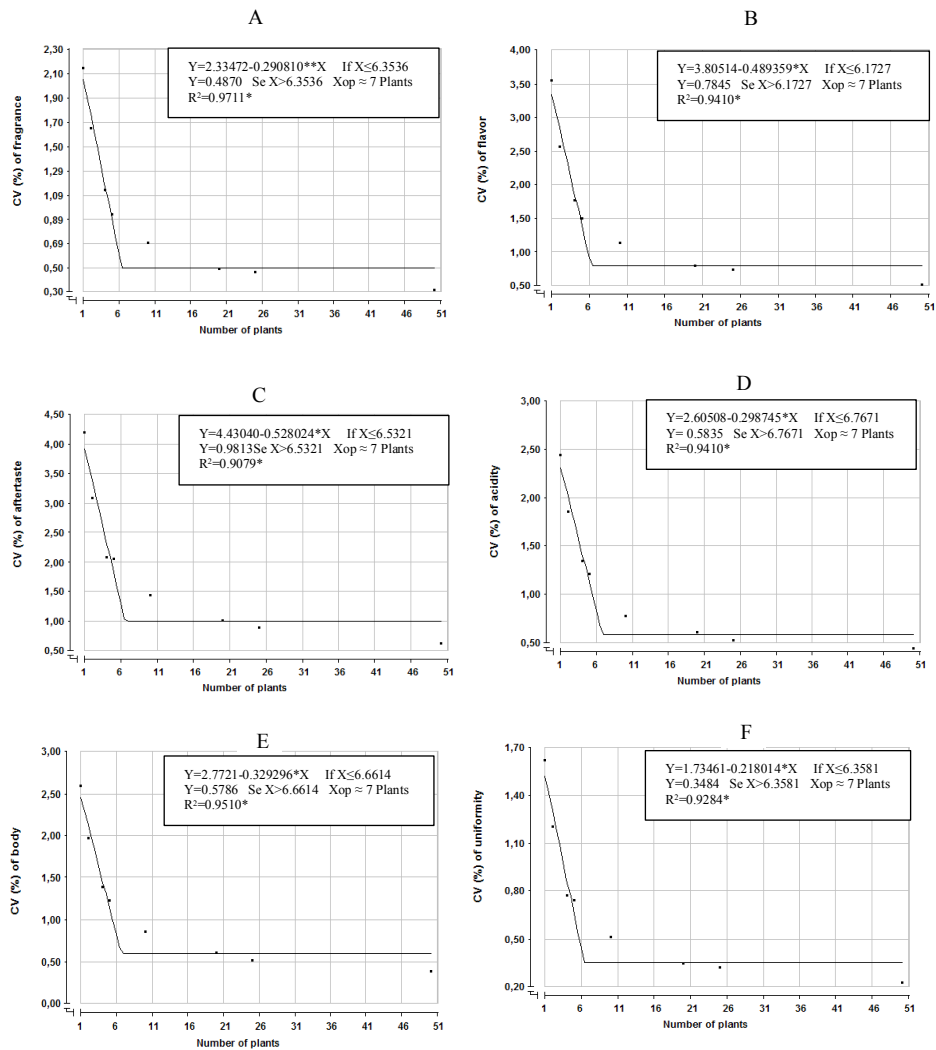 A
CV (%) of fragrance
2,30
2,10
1,90
1,70
1,50
1,29
1,09
0,89
0,69
0,50
0,30
Y=2.33472-0.290810**X If X≤6.3536
Y=0.4870 Se X>6.3536 Xop ≈ 7 Plants
R²=0.9711*
1 6 11 16 21 26 31 36 41 46 51
Number of plants
B
CV (%) of flavor
4,00
3,50
3,00
2,50
2,00
1,50
1,00
0,50
Y=3.80514-0.489359*X If X≤6.1727
Y=0.7845 Se X>6.1727 Xop ≈ 7 Plants
R²=0.9410*
1 6 11 16 21 26 31 36 41 46 51
Number of plants
C
CV (%) of aftertaste
4,50
4,00
3,50
3,00
2,50
2,00
1,50
1,00
0,50
Y=4.43040-0.528024*X If X≤6.5321
Y=0.9813Se X>6.5321 Xop ≈ 7 Plants
R²=0.9079*
1 6 11 16 21 26 31 36 41 46 51
Number of plants
D
CV (%) of acidity
3,00
2,50
2,00
1,50
1,00
0,50
Y=2.60508-0.298745*X If X≤6.7671
Y= 0.5835 Se X>6.7671 Xop ≈ 7 Plants
R²=0.9410*
1 6 11 16 21 26 31 36 41 46 51
Number of plants
E
CV (%) of body
3,00
2,50
2,00
1,50
1,00
0,50
0,00
Y=2.7721-0.329296*X If X≤6.6614
Y=0.5786 Se X>6.6614 Xop ≈ 7 Plants
R²=0.9510*
1 6 11 16 21 26 31 36 41 46 51
Number of plants
F
CV (%) of uniformity
1,70
1,40
1,10
0,80
0,50
0,20
Y=1.73461-0.218014*X If X≤6.3581
Y=0.3484 Se X>6.3581 Xop ≈ 7 Plants
R²=0.9284*
1 6 11 16 21 26 31 36 41 46 51
Number of plants